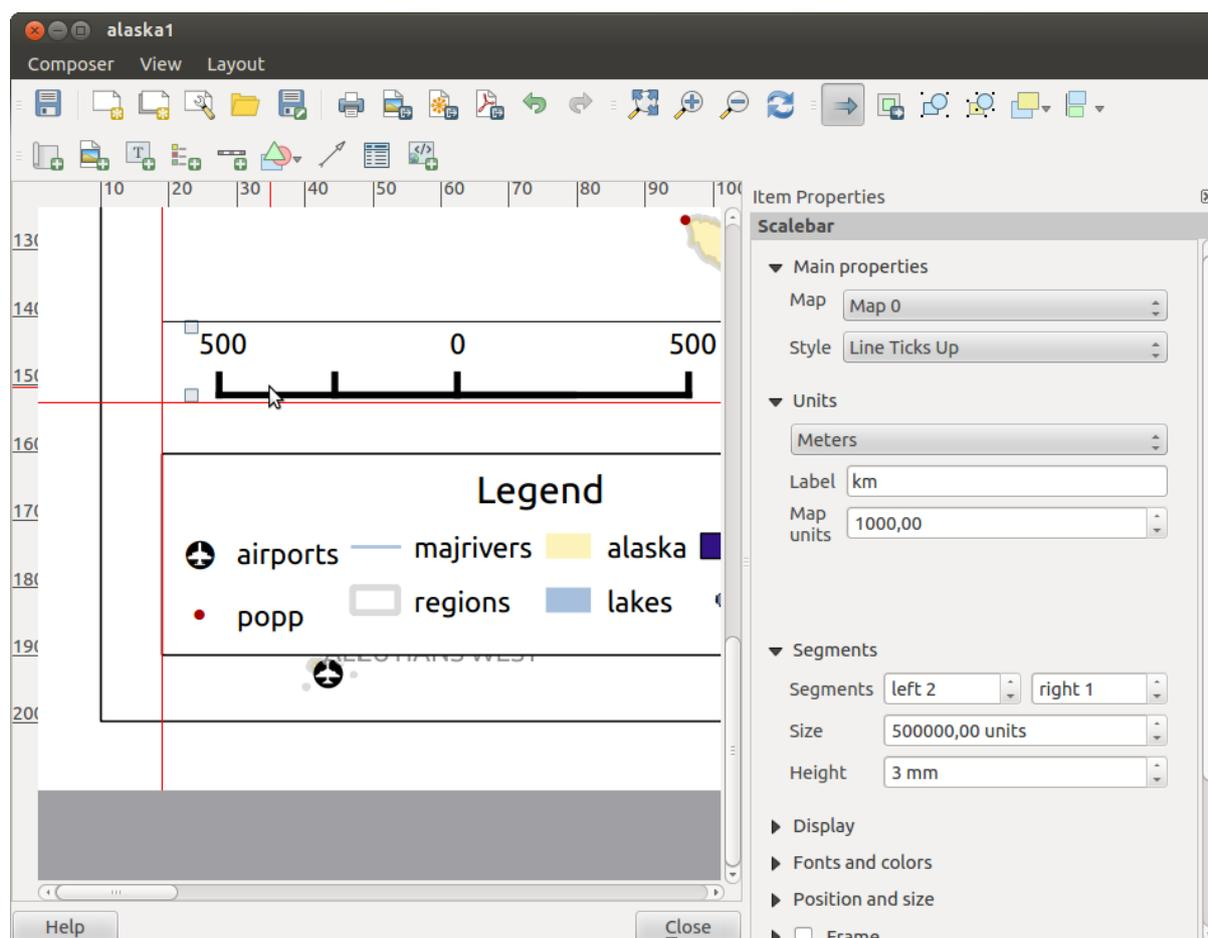 alaska1
Composer View Layout
T
</>
10 20 30 40 50 60 70 80 90 100
Item Properties
Scalebar
Main properties
Map Map 0
Style Line Ticks Up
Units
Meters
Label km
Map units 1000,00
Segments
Segments left 2 right 1
Size 500000,00 units
Height 3 mm
Display
Fonts and colors
Position and size
Frame
130
140
150
160
170
180
190
200
500 0 500
Legend
airports majrivers alaska
popp regions lakes
ALEUTIANS WEST
Help Close